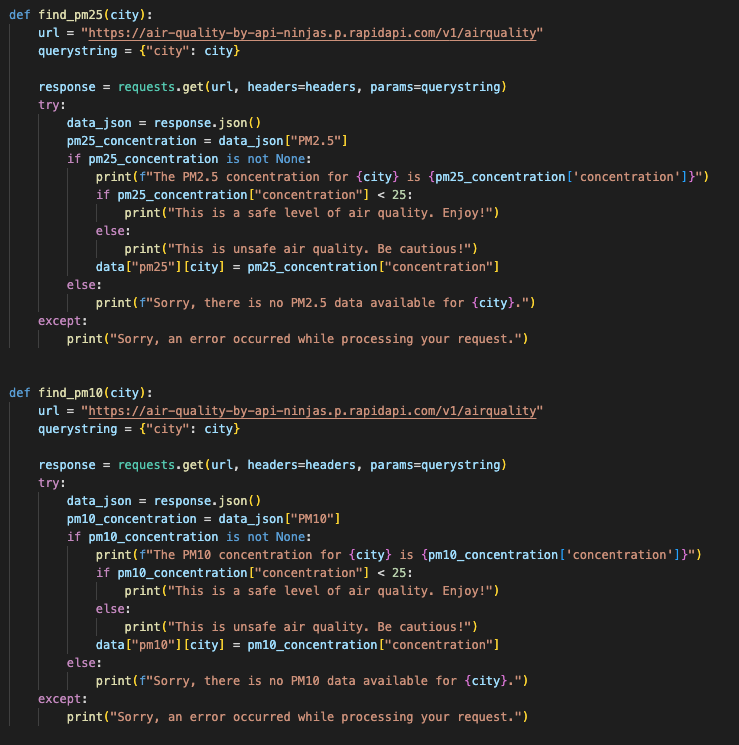 def find_pm25(city):
    url = "https://air-quality-by-api-ninjas.p.rapidapi.com/v1/airquality"
    querystring = {"city": city}

    response = requests.get(url, headers=headers, params=querystring)
    try:
        data_json = response.json()
        pm25_concentration = data_json["PM2.5"]
        if pm25_concentration is not None:
            print(f"The PM2.5 concentration for {city} is {pm25_concentration['concentration']}")
            if pm25_concentration["concentration"] < 25:
                print("This is a safe level of air quality. Enjoy!")
            else:
                print("This is unsafe air quality. Be cautious!")
            data["pm25"][city] = pm25_concentration["concentration"]
        else:
            print(f"Sorry, there is no PM2.5 data available for {city}.")
    except:
        print("Sorry, an error occurred while processing your request.")


def find_pm10(city):
    url = "https://air-quality-by-api-ninjas.p.rapidapi.com/v1/airquality"
    querystring = {"city": city}

    response = requests.get(url, headers=headers, params=querystring)
    try:
        data_json = response.json()
        pm10_concentration = data_json["PM10"]
        if pm10_concentration is not None:
            print(f"The PM10 concentration for {city} is {pm10_concentration['concentration']}")
            if pm10_concentration["concentration"] < 25:
                print("This is a safe level of air quality. Enjoy!")
            else:
                print("This is unsafe air quality. Be cautious!")
            data["pm10"][city] = pm10_concentration["concentration"]
        else:
            print(f"Sorry, there is no PM10 data available for {city}.")
    except:
        print("Sorry, an error occurred while processing your request.")